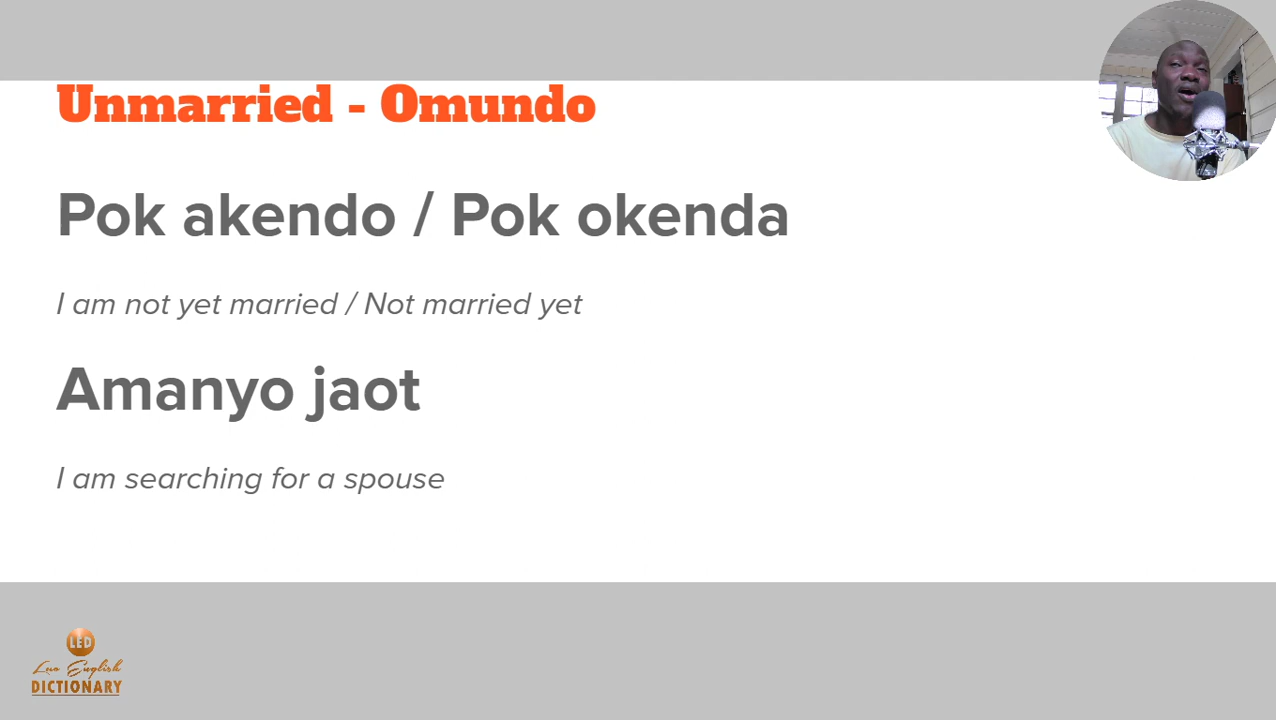 Unmarried - Omundo
Pok akendo / Pok okenda
I am not yet married / Not married yet
Amanyo jaot
I am searching for a spouse
LED
Luo English
DICTIONARY